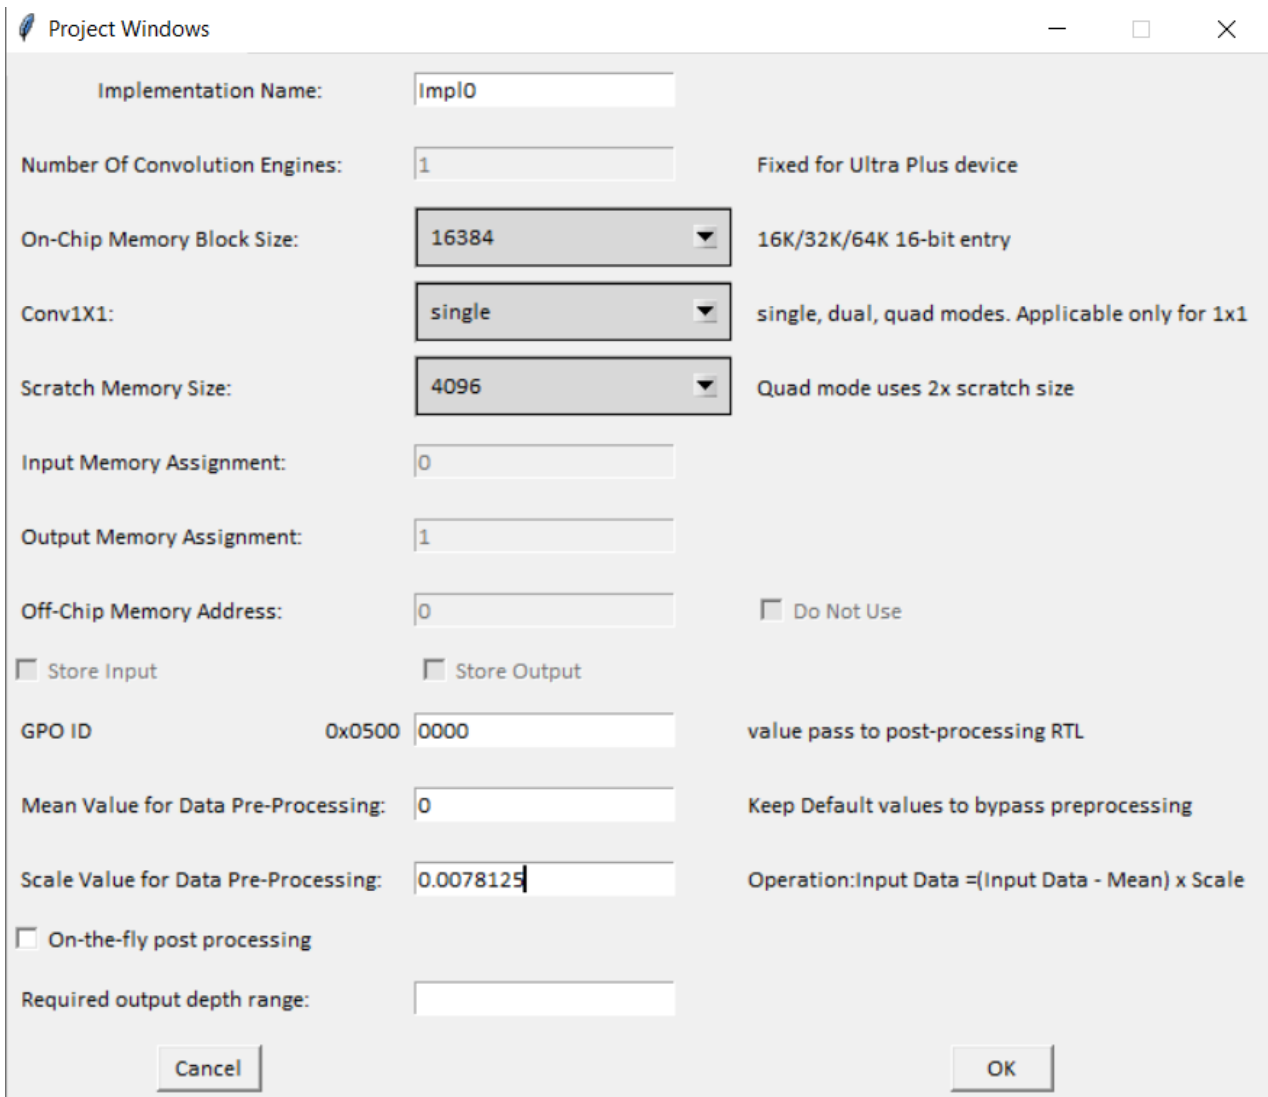 Project Windows
Implementation Name: Impl0
Number Of Convolution Engines: 1 Fixed for Ultra Plus device
On-Chip Memory Block Size: 16384 16K/32K/64K 16-bit entry
Conv1X1: single single, dual, quad modes. Applicable only for 1x1
Scratch Memory Size: 4096 Quad mode uses 2x scratch size
Input Memory Assignment: 0
Output Memory Assignment: 1
Off-Chip Memory Address: 0 Do Not Use
Store Input Store Output
GPO ID 0x0500 0000 value pass to post-processing RTL
Mean Value for Data Pre-Processing: 0 Keep Default values to bypass preprocessing
Scale Value for Data Pre-Processing: 0.0078125 Operation:Input Data =(Input Data - Mean) x Scale
On-the-fly post processing
Required output depth range:
Cancel OK